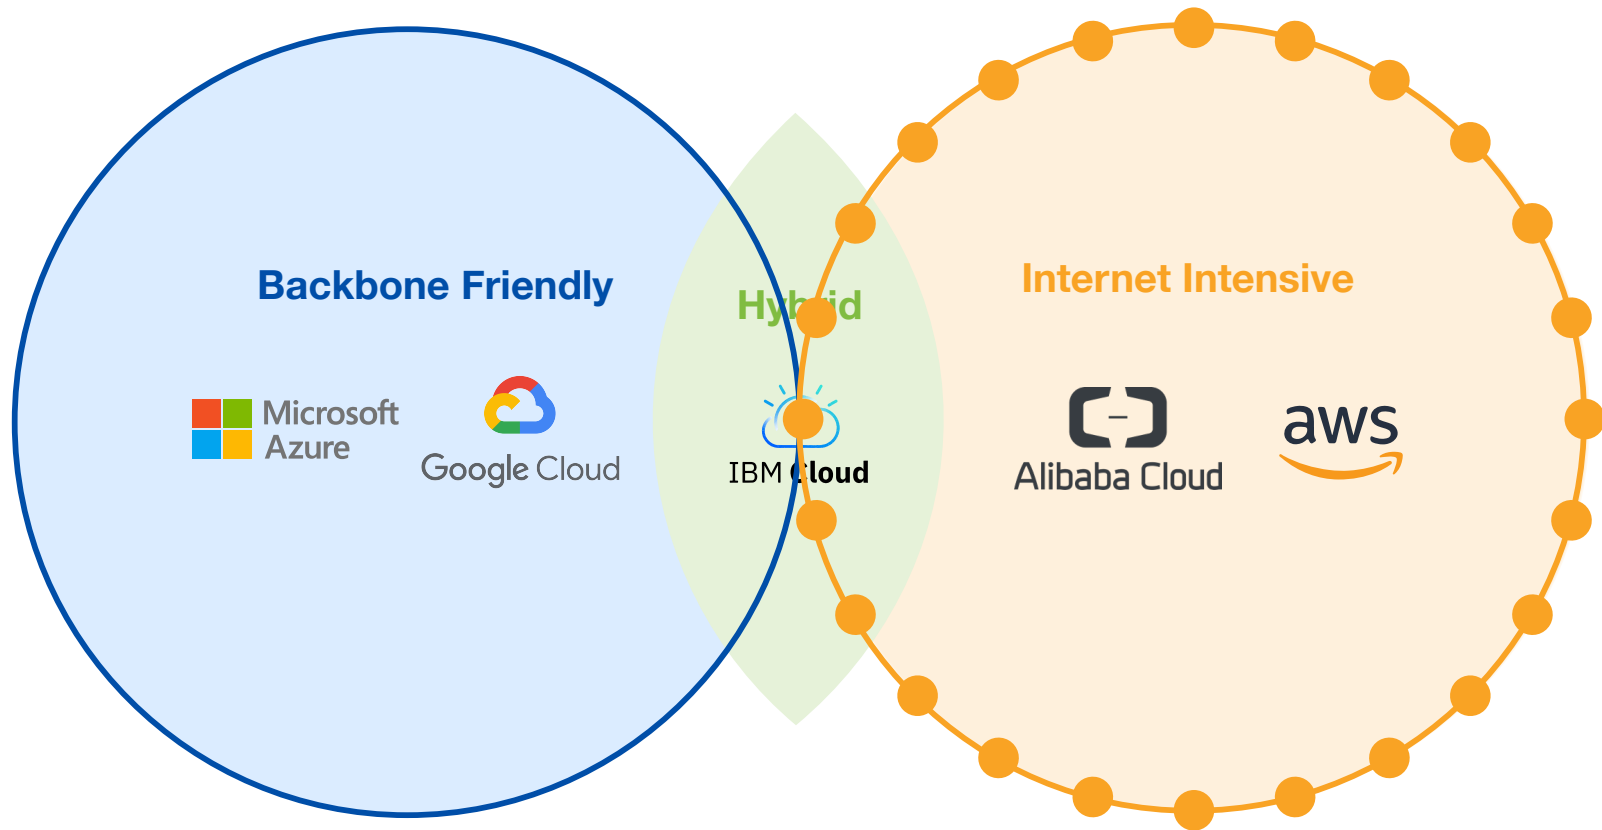 Backbone Friendly
Hybrid
Internet Intensive
Microsoft
Azure
Google Cloud
IBM Cloud
Alibaba Cloud
aws